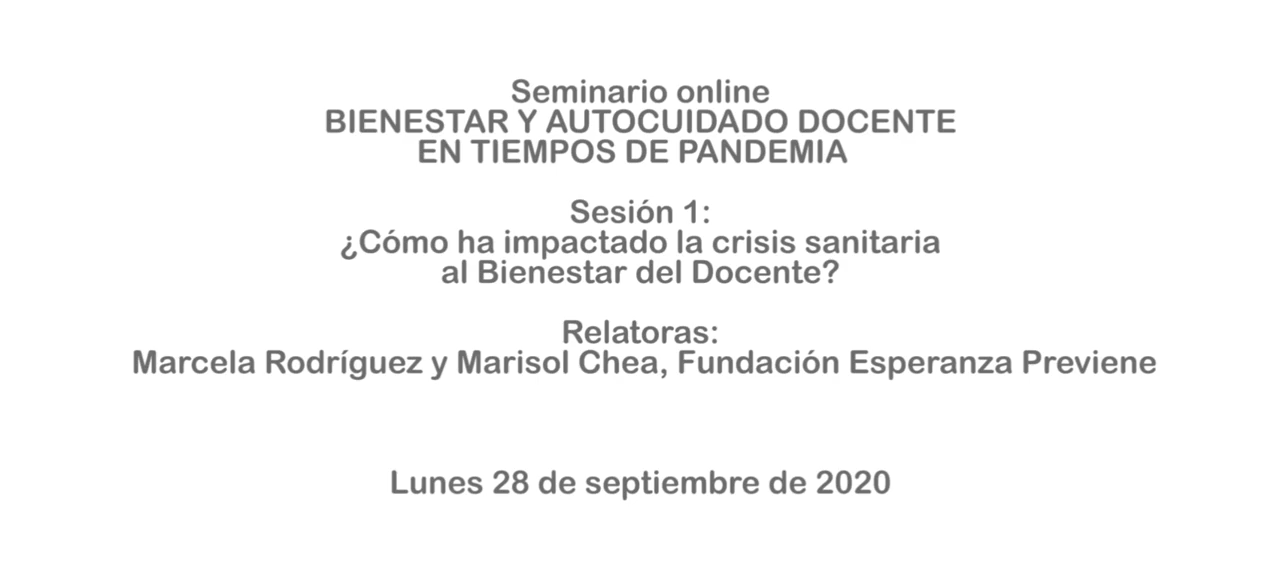 Seminario online
BIENESTAR Y AUTOCUIDADO DOCENTE
EN TIEMPOS DE PANDEMIA
Sesión 1:
¿Cómo ha impactado la crisis sanitaria
al Bienestar del Docente?
Relatoras:
Marcela Rodríguez y Marisol Chea, Fundación Esperanza Previene
Lunes 28 de septiembre de 2020